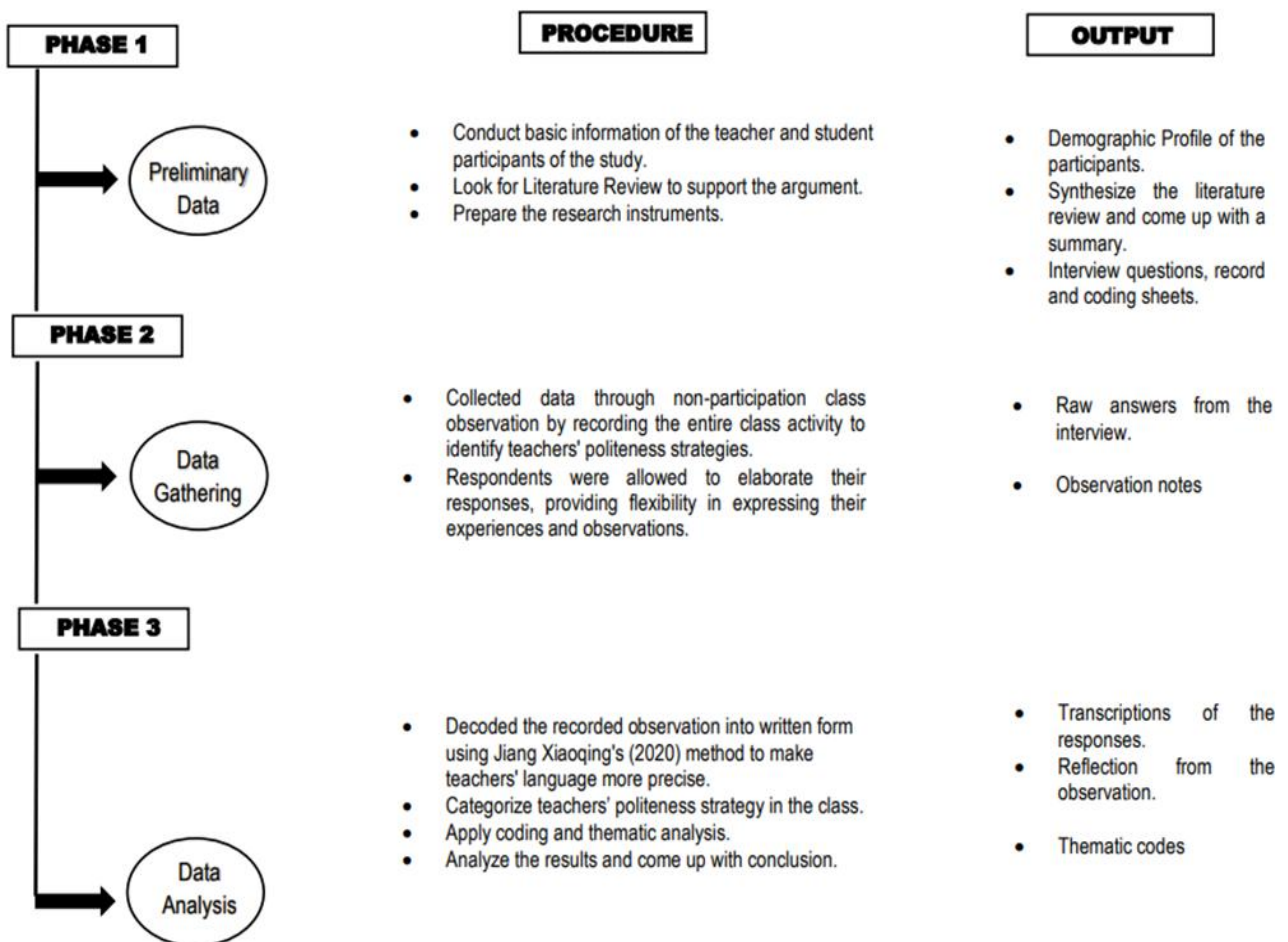 PHASE 1
PROCEDURE
OUTPUT
Preliminary
Data
• Conduct basic information of the teacher and student
participants of the study.
• Look for Literature Review to support the argument.
• Prepare the research instruments.
• Demographic Profile of the
participants.
• Synthesize the literature
review and come up with a
summary.
• Interview questions, record
and coding sheets.
PHASE 2
Data
Gathering
• Collected data through non-participation class
observation by recording the entire class activity to
identify teachers' politeness strategies.
• Respondents were allowed to elaborate their
responses, providing flexibility in expressing their
experiences and observations.
• Raw answers from the
interview.
• Observation notes
PHASE 3
Data
Analysis
• Decoded the recorded observation into written form
using Jiang Xiaoqing's (2020) method to make
teachers' language more precise.
• Categorize teachers' politeness strategy in the class.
• Apply coding and thematic analysis.
• Analyze the results and come up with conclusion.
• Transcriptions of the
responses.
• Reflection from the
observation.
• Thematic codes